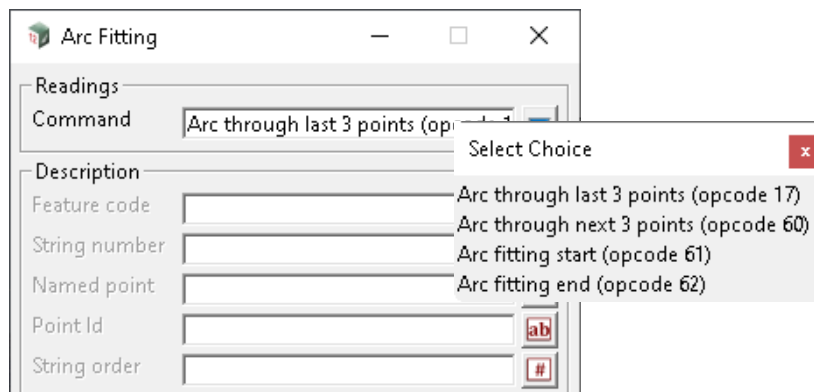 Arc Fitting
Readings
Command
Arc through last 3 points (opcode 1
Select Choice
x
Arc through last 3 points (opcode 17)
Arc through next 3 points (opcode 60)
Arc fitting start (opcode 61)
Arc fitting end (opcode 62)
Description
Feature code
String number
Named point
Point Id
ab
String order
#